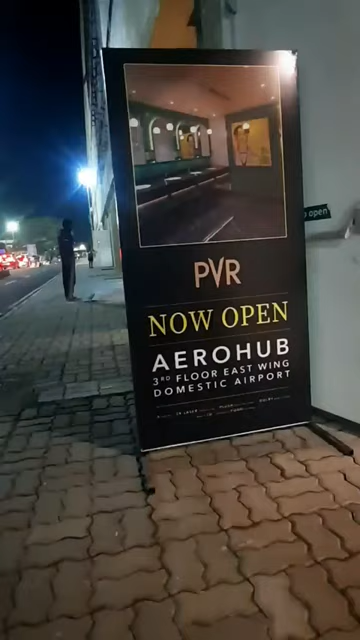 PVR
NOW OPEN
AEROHUB
3RD FLOOR EAST WING
DOMESTIC AIRPORT
open